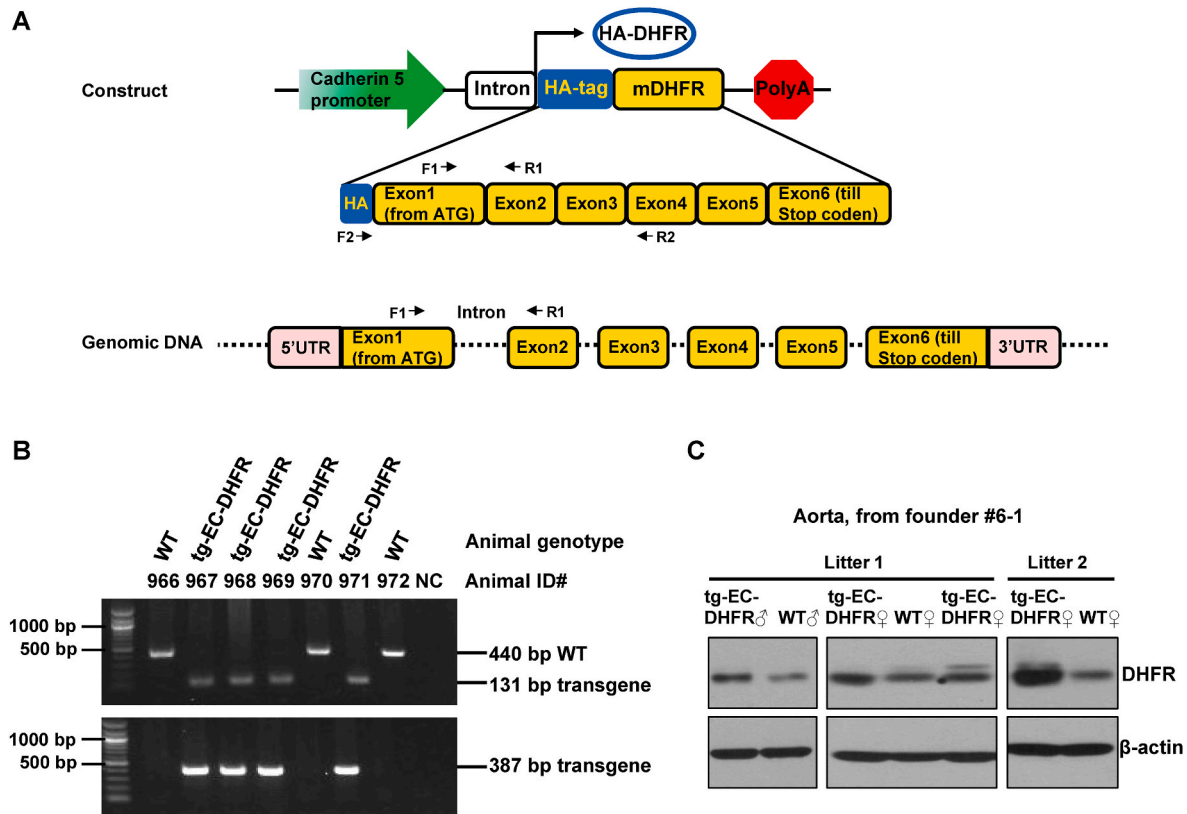 A
HA-DHFR
Construct
Cadherin 5
promoter
Intron
HA-tag
mDHFR
PolyA
F1
R1
HA
Exon1
(from ATG)
Exon2
Exon3
Exon4
Exon5
Exon6 (till
Stop coden)
F2
R2
F1
Intron
R1
Genomic DNA
5'UTR
Exon1
(from ATG)
Exon2
Exon3
Exon4
Exon5
Exon6 (till
Stop coden)
3'UTR
B
WT
tg-EC-DHFR
tg-EC-DHFR
tg-EC-DHFR
WT
tg-EC-DHFR
WT
Animal genotype
966 967 968 969 970 971 972 NC
Animal ID#
1000 bp
500 bp
440 bp WT
131 bp transgene
1000 bp
500 bp
387 bp transgene
C
Aorta, from founder #6-1
Litter 1
Litter 2
tg-EC-
DHFR♂
WT♂
tg-EC-
DHFR♀
WT♀
tg-EC-
DHFR♀
tg-EC-
DHFR♀
WT♀
DHFR
β-actin